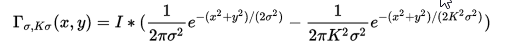 Γσ,Kσ(x, y) = I * (1/2πσ² e^−(x²+y²)/(2σ²) − 1/2πK²σ² e^−(x²+y²)/(2K²σ²))